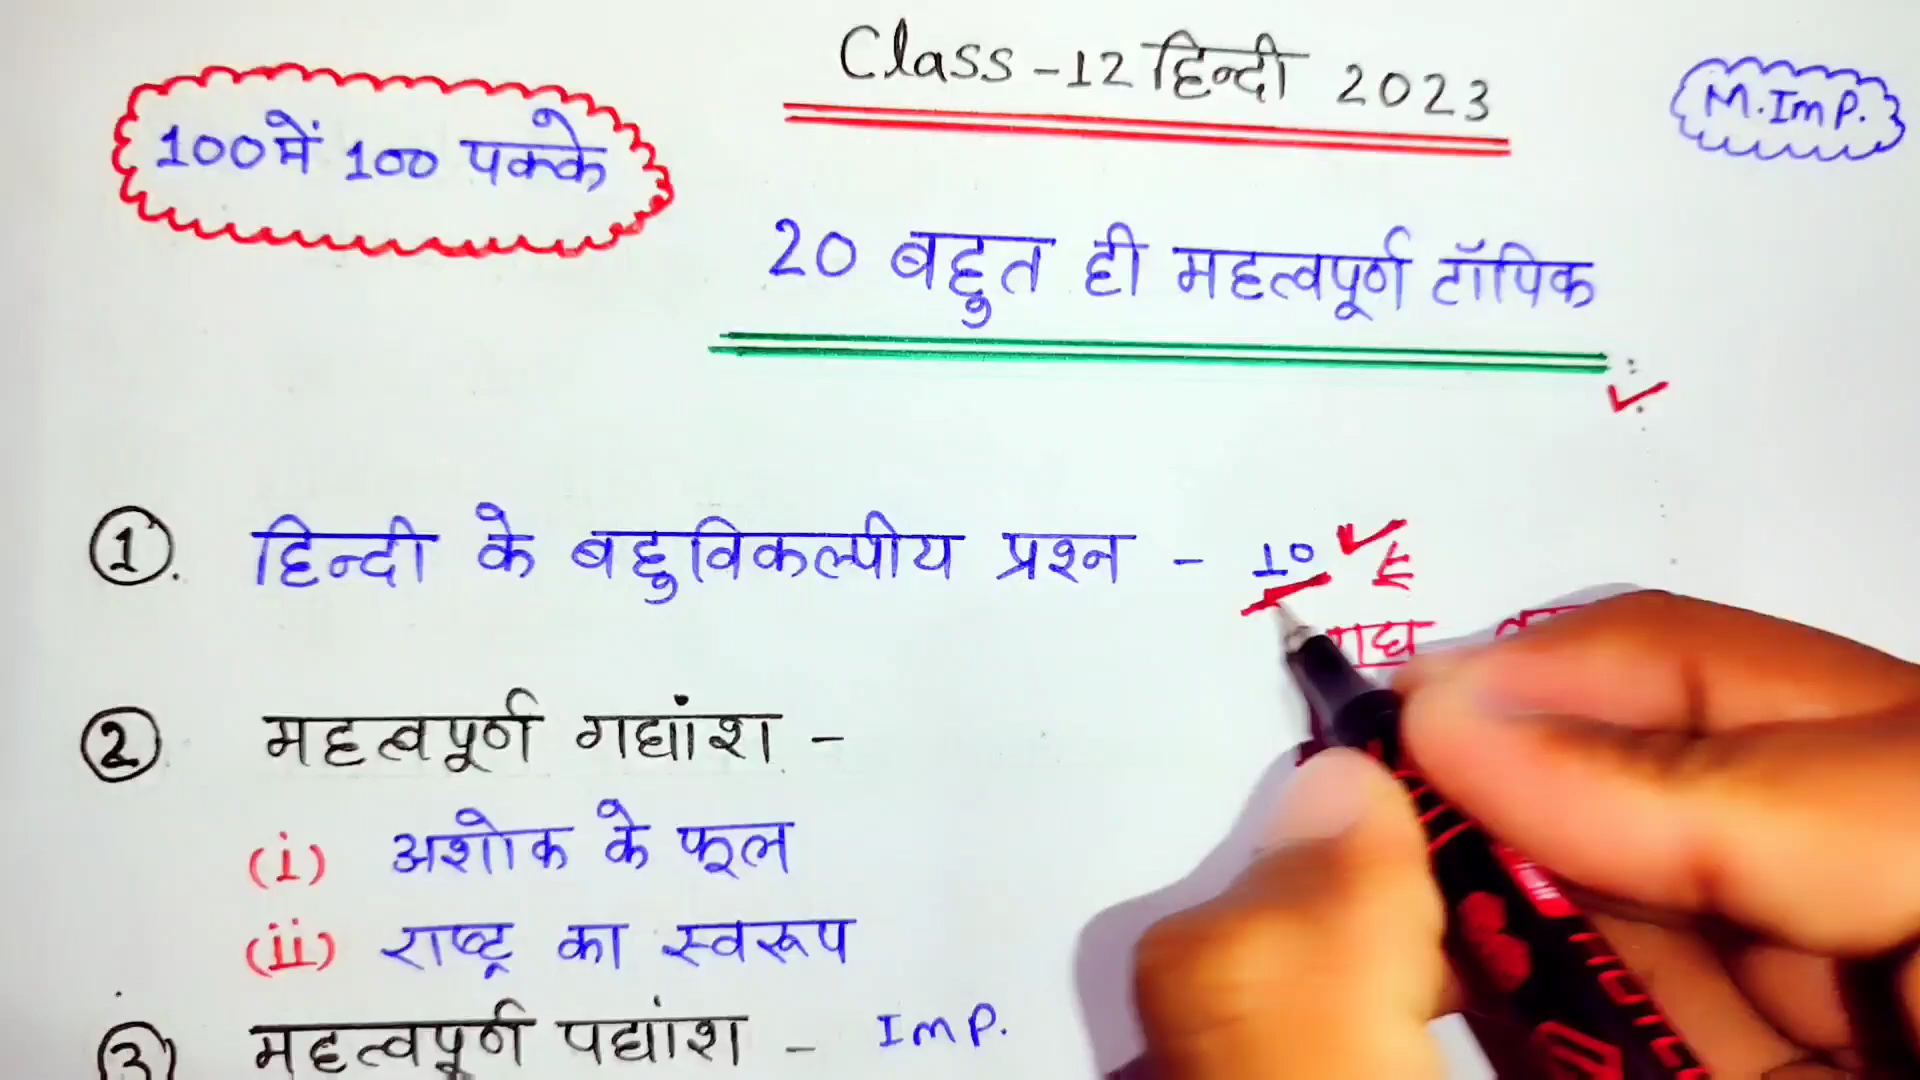 Class-12 हिन्दी 2023
M.Imp.
100 में 100 पक्के
20 बहुत ही महत्वपूर्ण टॉपिक
1. हिन्दी के बहुविकल्पीय प्रश्न - 10
गद्य
2. महत्वपूर्ण गद्यांश -
(i) अशोक के फूल
(ii) राष्ट्र का स्वरूप
3 महत्वपूर्ण पद्यांश - Imp.